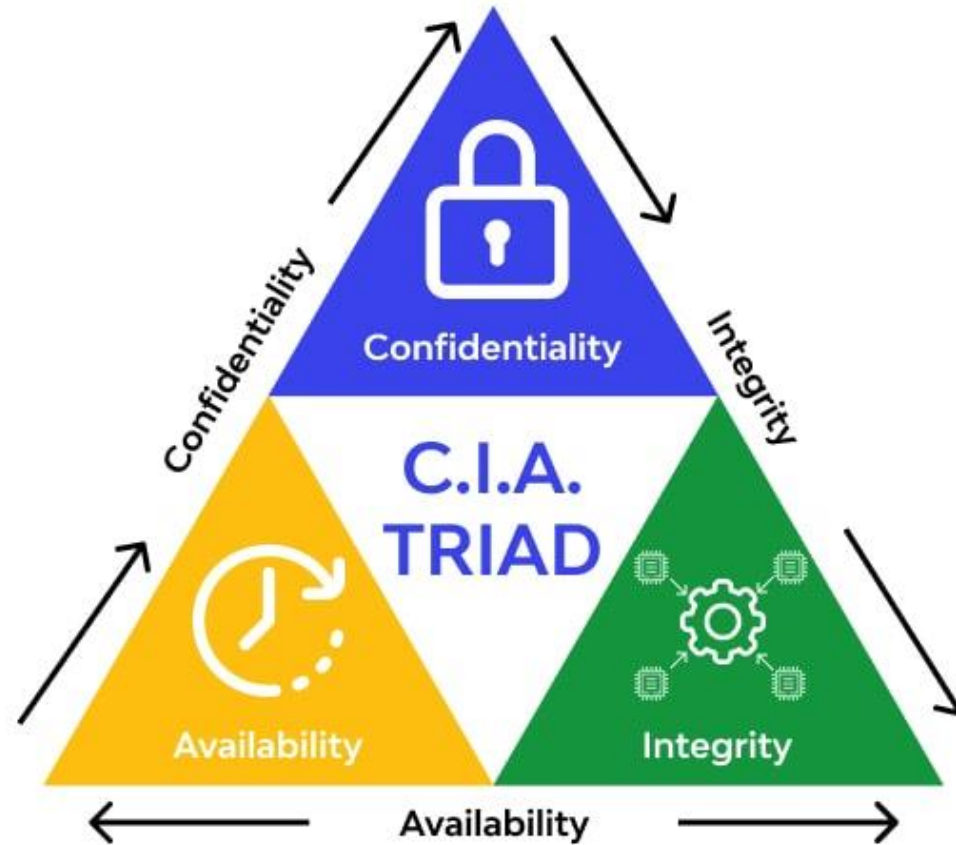 Confidentiality
Confidentiality
Integrity
C.I.A.
TRIAD
Availability
Integrity
Availability